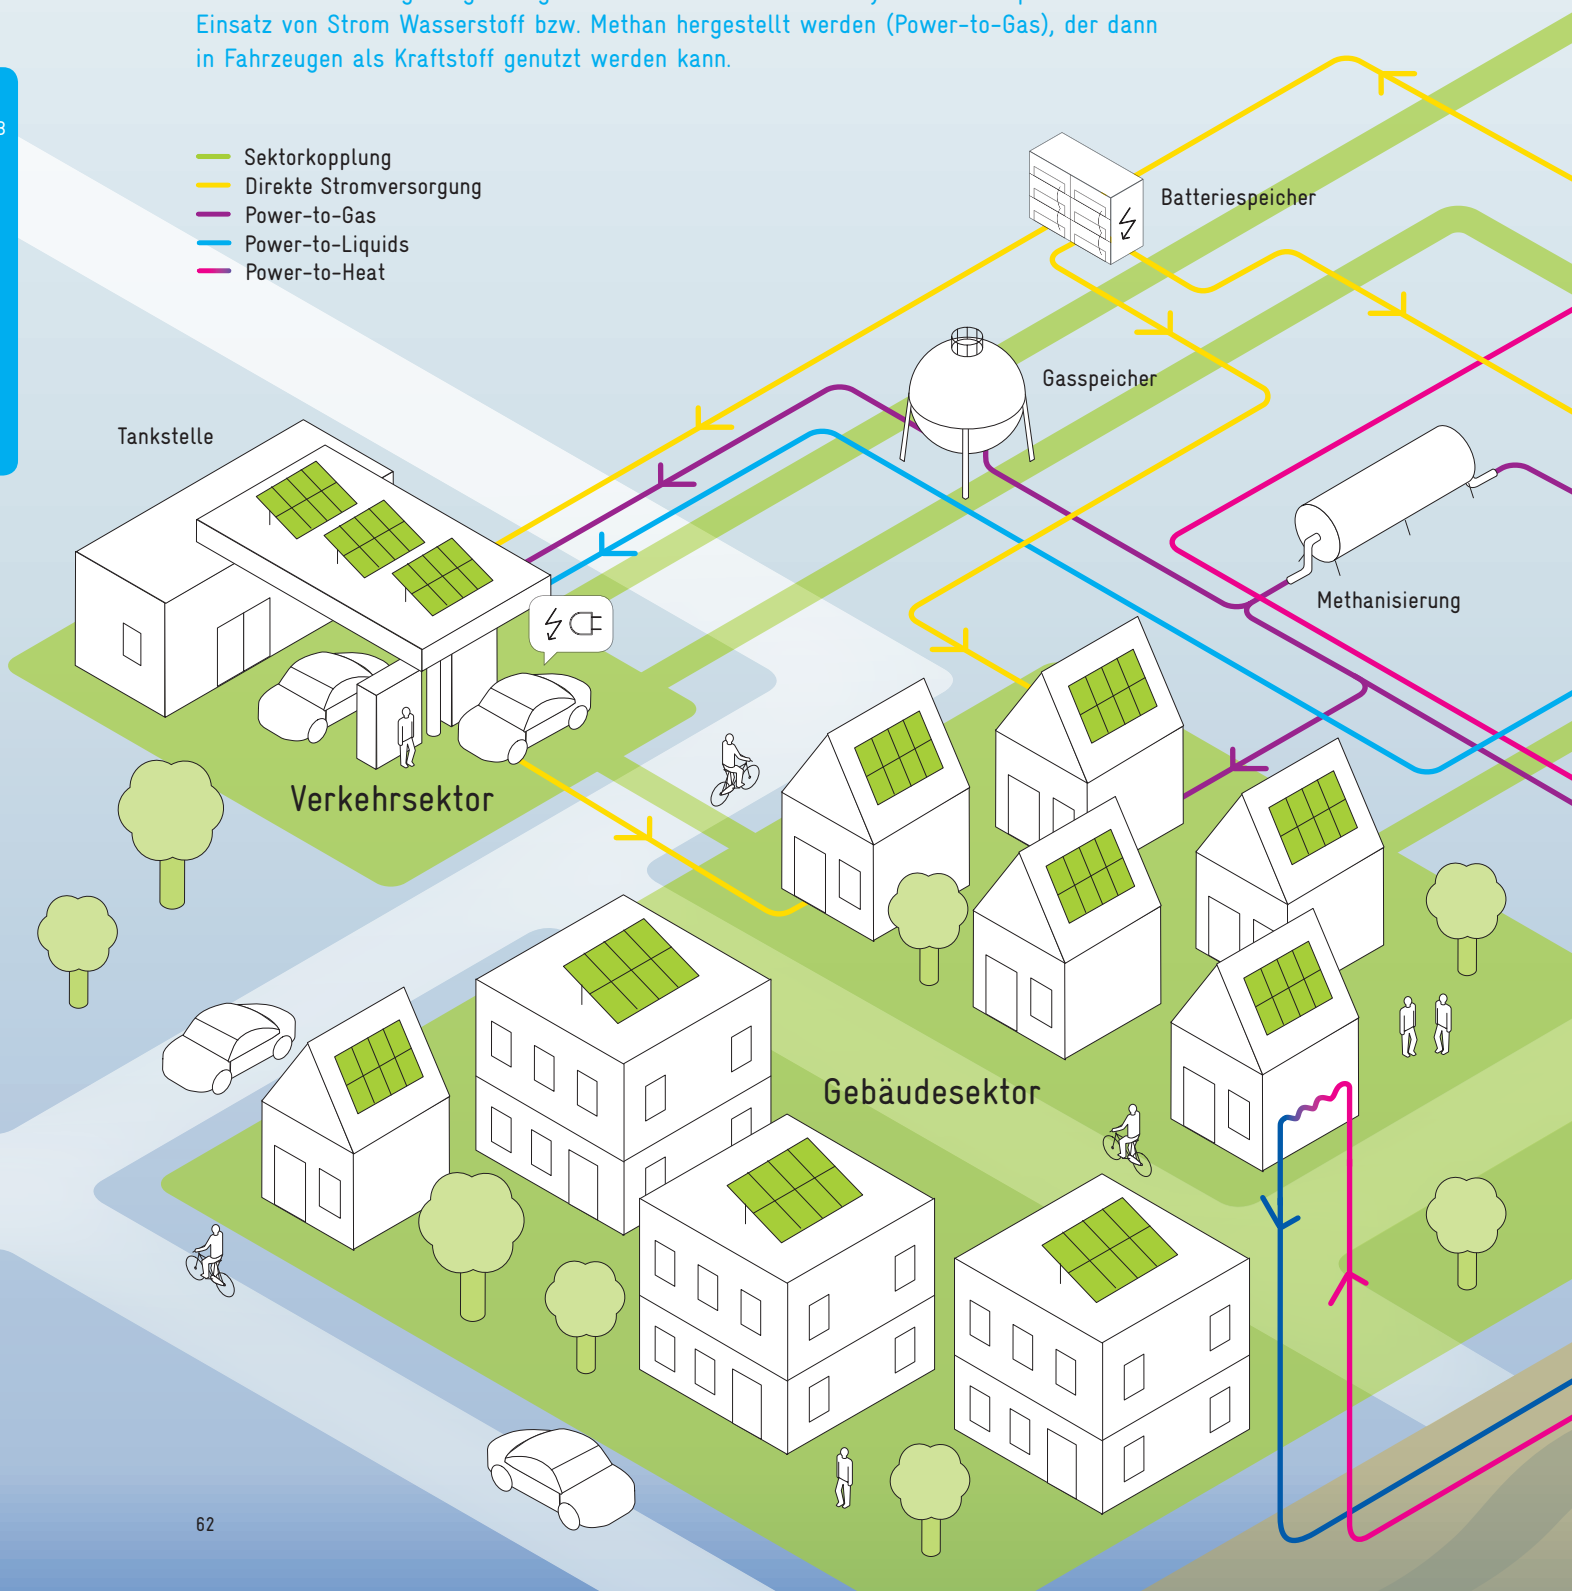 Einsatz von Strom Wasserstoff bzw. Methan hergestellt werden (Power-to-Gas), der dann
in Fahrzeugen als Kraftstoff genutzt werden kann.
3
Sektorkopplung
Direkte Stromversorgung
Power-to-Gas
Power-to-Liquids
Power-to-Heat
Batteriespeicher
Gasspeicher
Tankstelle
Methanisierung
Verkehrsektor
Gebäudesektor
62